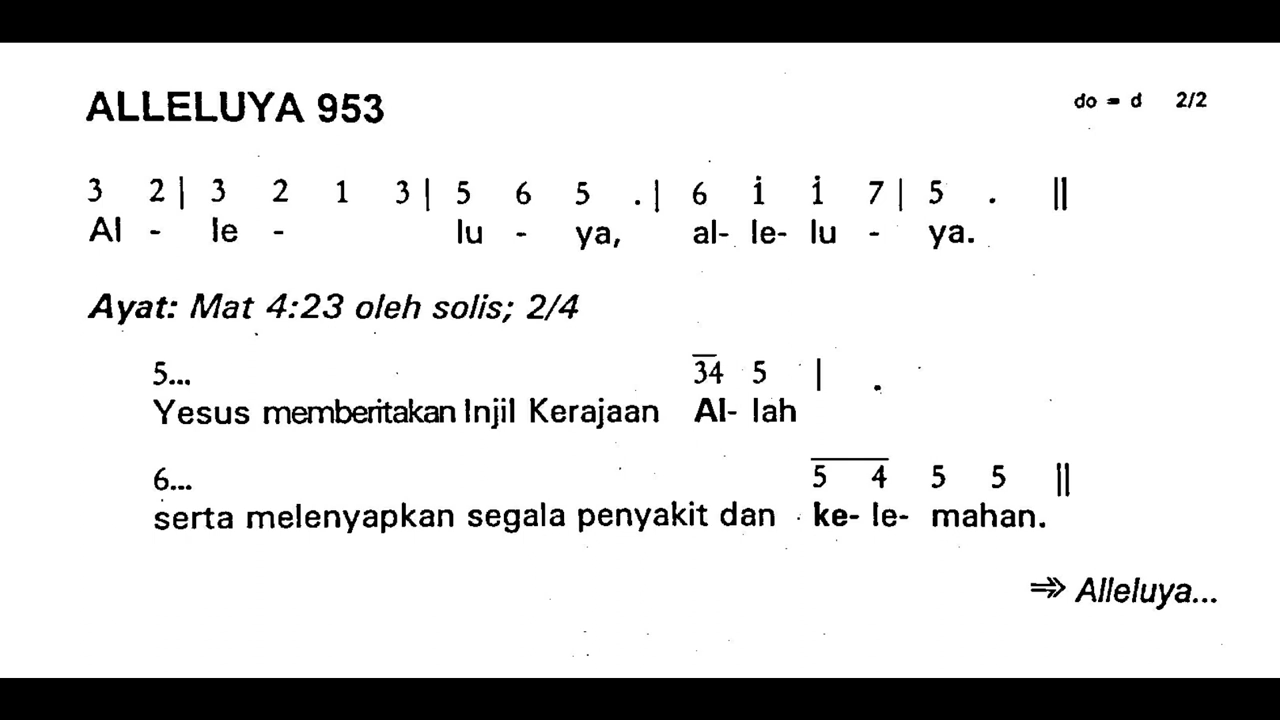 ALLELUYA 953 do = d 2/2
3 2 | 3 2 1 3 | 5 6 5 . | 6 i i 7 | 5 . ||
Al - le - lu - ya, al- le- lu - ya.
Ayat: Mat 4:23 oleh solis; 2/4
5... 34 5 | .
Yesus memberitakan Injil Kerajaan Al- lah
6... 5 4 5 5 ||
serta melenyapkan segala penyakit dan ke- le- mahan.
⇒ Alleluya...